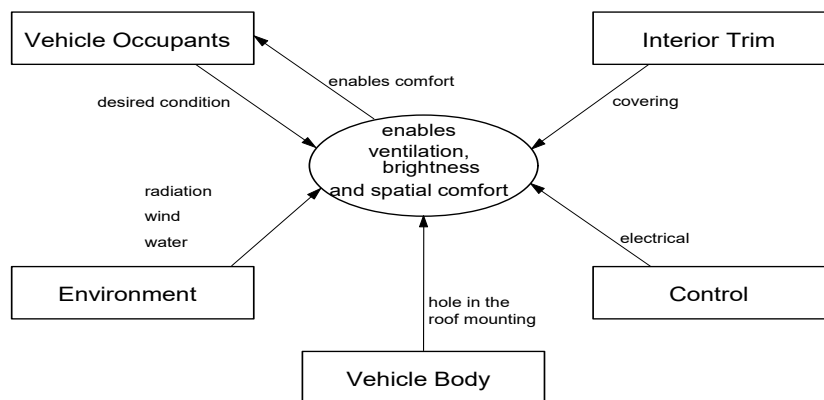 Vehicle Occupants
Interior Trim
enables comfort
desired condition
covering
enables
ventilation,
brightness
and spatial comfort
radiation
wind
water
electrical
Environment
hole in the
roof mounting
Control
Vehicle Body